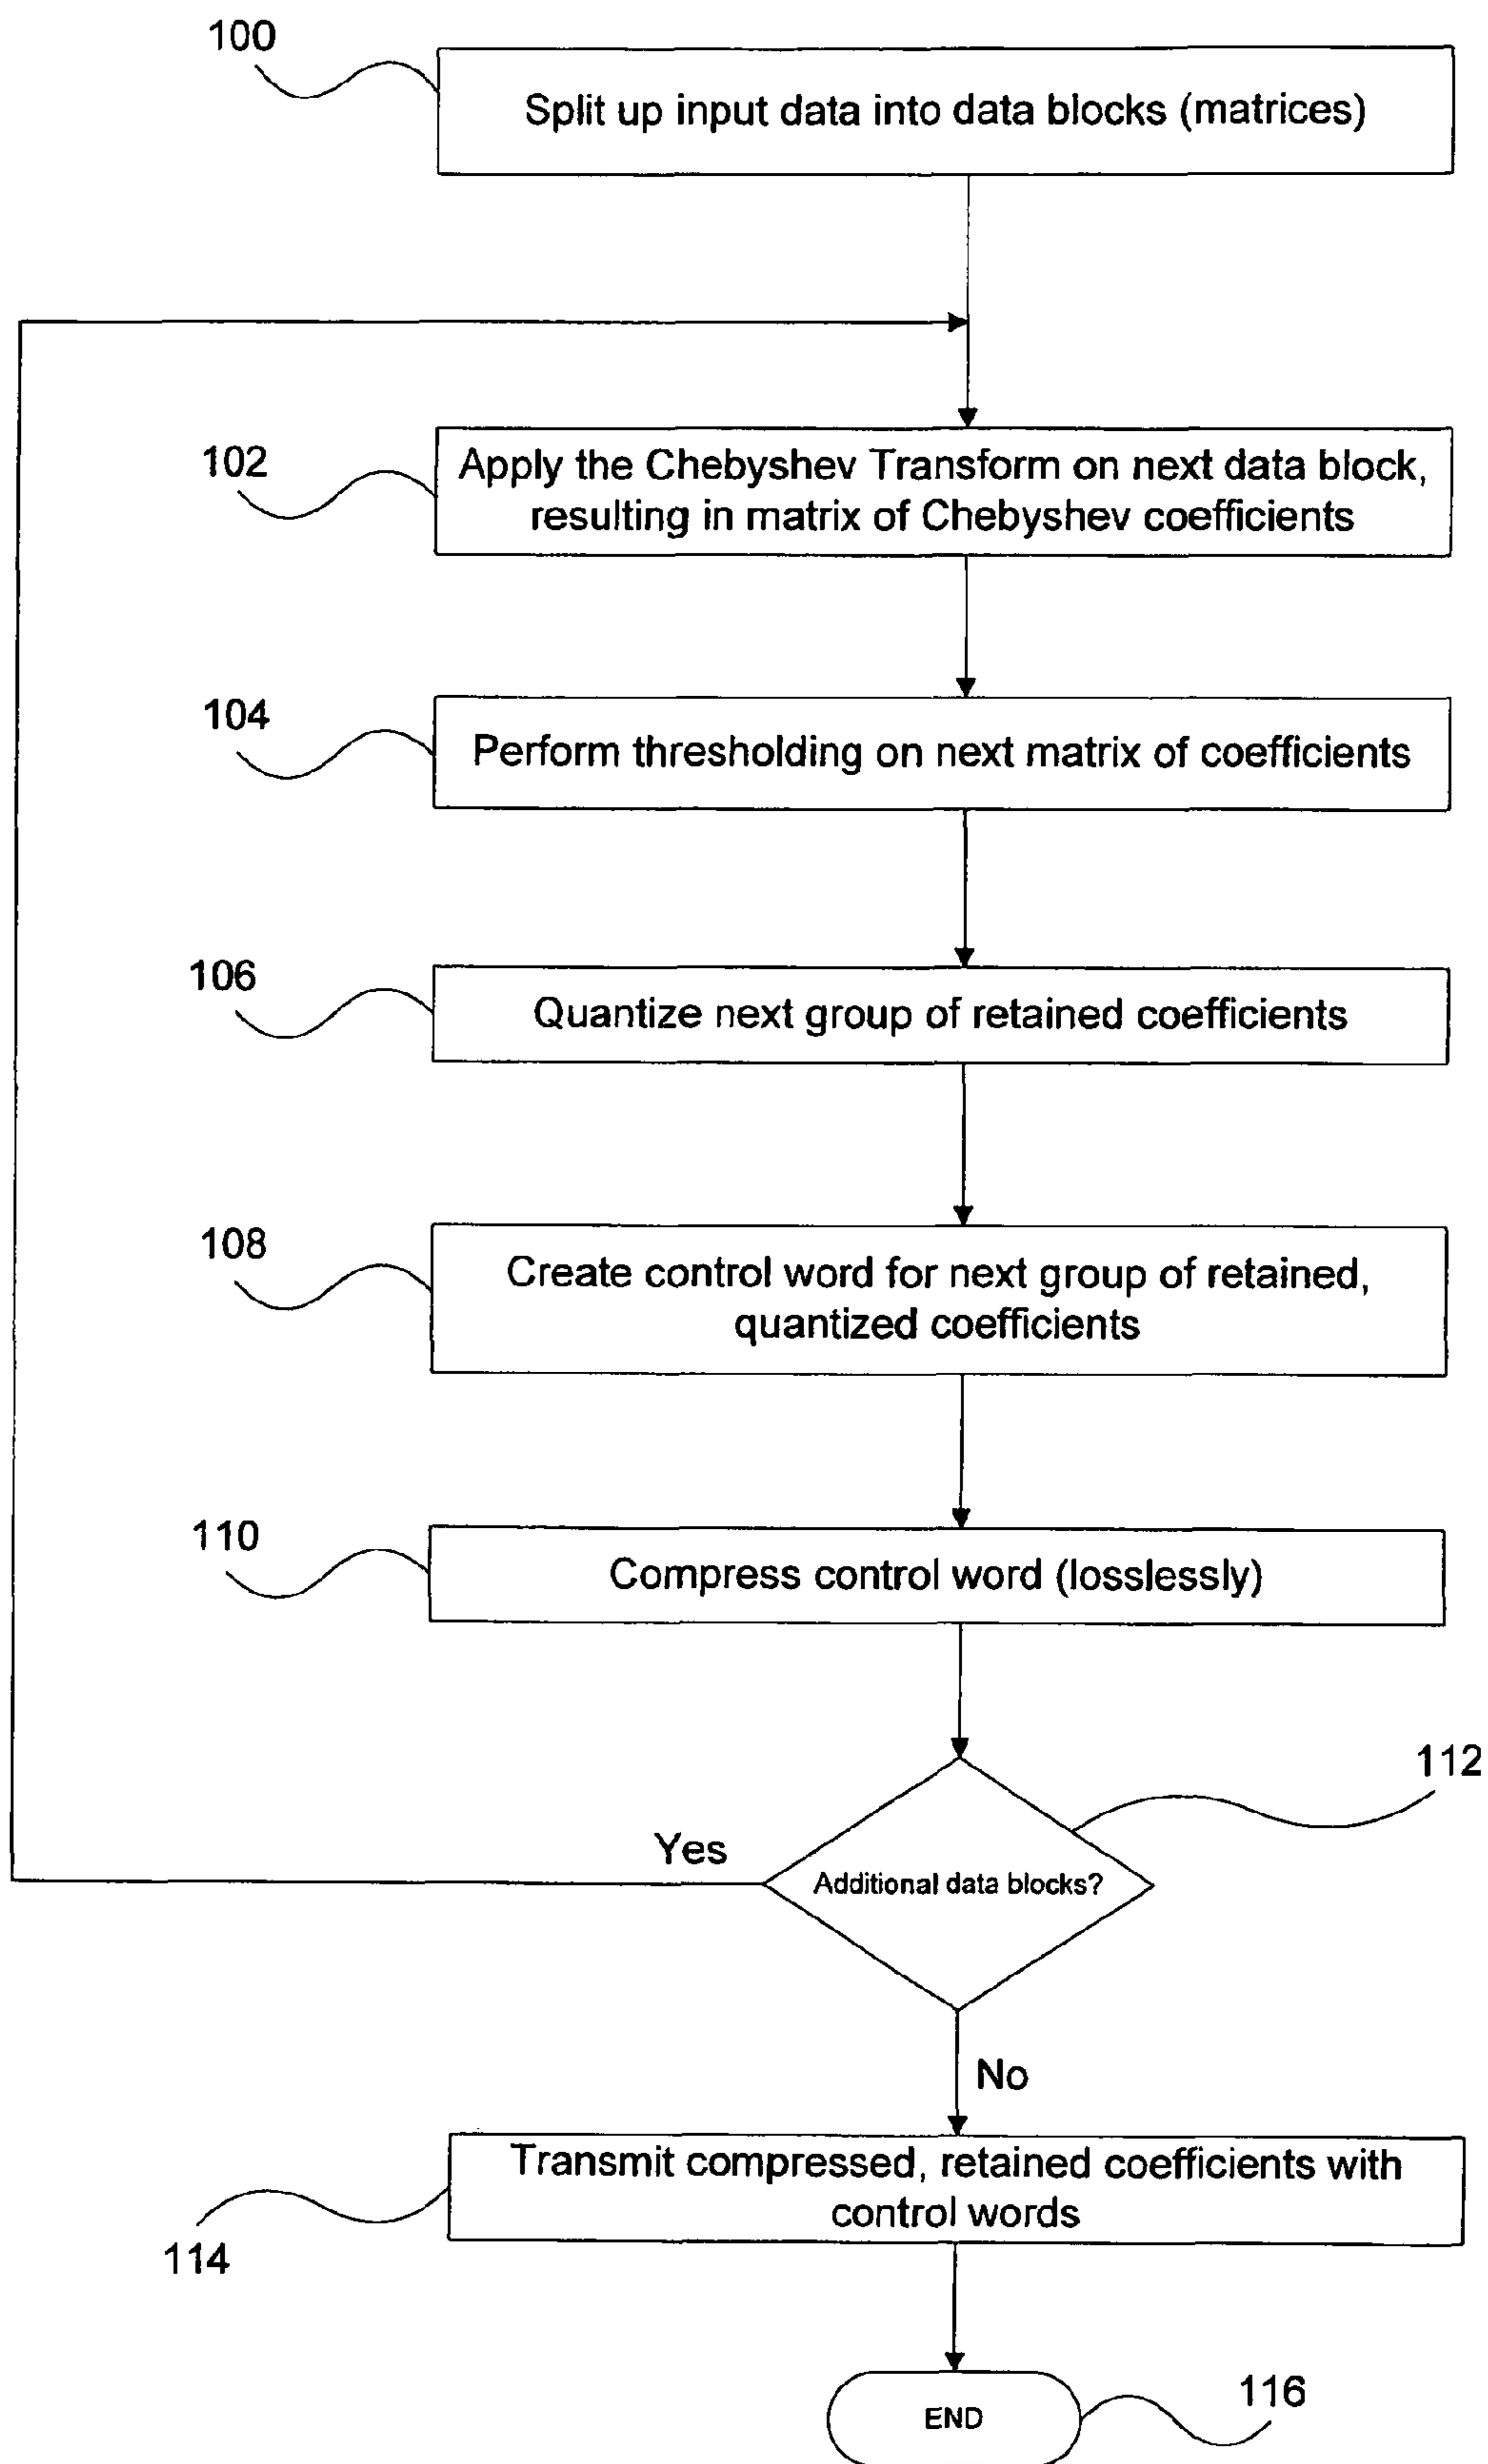 100
Split up input data into data blocks (matrices)
102
Apply the Chebyshev Transform on next data block,
resulting in matrix of Chebyshev coefficients
104
Perform thresholding on next matrix of coefficients
106
Quantize next group of retained coefficients
108
Create control word for next group of retained,
quantized coefficients
110
Compress control word (losslessly)
112
Yes
Additional data blocks?
No
Transmit compressed, retained coefficients with
control words
114
116
END